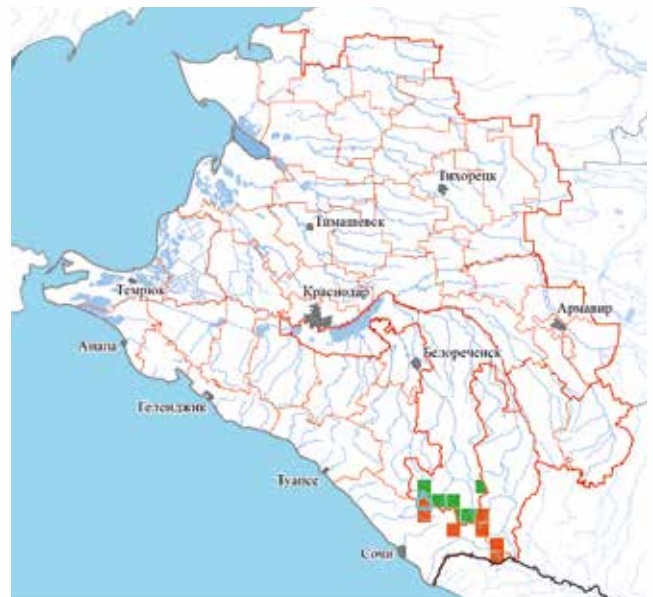 Тихорецк
Тимашевск
Темрюк
Краснодар
Армавир
Анапа
Белореченск
Геленджик
Туапсе
Сочи